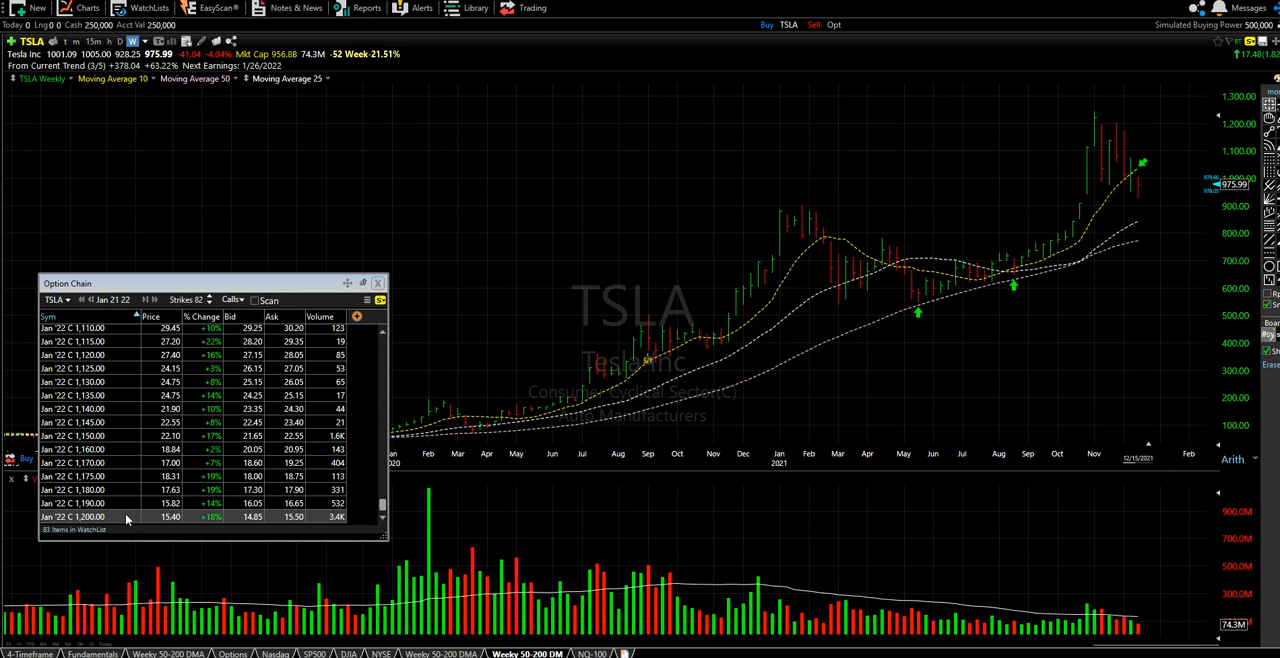 New Charts WatchLists EasyScan® Notes & News Reports Alerts Library Trading Messages
Today 0 Lng 0 0 Cash 250,000 Acct Val 250,000 Buy TSLA Sell Opt Simulated Buying Power 500,000
TSLA t m 15m h D W
Tesla Inc 1001.09 1005.00 928.25 975.99 -41.04 -4.04% Mkt Cap 956.8B 74.3M -52 Week-21.51%
17.48(1.82
From Current Trend (3/5) +378.04 +63.22% Next Earnings: 1/26/2022
TSLA Weekly Moving Average 10 Moving Average 50 Moving Average 25
1,300.00
1,200.00
1,100.00
1,000.00
975.99
900.00
800.00
700.00
600.00
500.00
400.00
300.00
200.00
100.00
TSLA
Tesla Inc
Consumer Cyclical Sector(C)
Auto Manufacturers
Option Chain
TSLA Jan 21 22 Strikes 82 Calls Scan
Sym Price % Change Bid Ask Volume
Jan '22 C 1,110.00 29.45 +10% 29.25 30.20 123
Jan '22 C 1,115.00 27.20 +22% 28.20 29.35 19
Jan '22 C 1,120.00 27.40 +16% 27.15 28.05 85
Jan '22 C 1,125.00 24.15 +3% 26.15 27.05 53
Jan '22 C 1,130.00 24.75 +8% 25.15 26.05 65
Jan '22 C 1,135.00 24.75 +14% 24.25 25.15 17
Jan '22 C 1,140.00 21.90 +10% 23.35 24.30 44
Jan '22 C 1,145.00 22.55 +8% 22.45 23.40 21
Jan '22 C 1,150.00 22.10 +17% 21.65 22.55 1.6K
Jan '22 C 1,160.00 18.84 +2% 20.05 20.95 143
Jan '22 C 1,170.00 17.00 +7% 18.60 19.25 404
Jan '22 C 1,175.00 18.31 +19% 18.00 18.75 113
Jan '22 C 1,180.00 17.63 +19% 17.30 17.90 331
Jan '22 C 1,190.00 15.82 +14% 16.05 16.65 532
Jan '22 C 1,200.00 15.40 +18% 14.85 15.50 3.4K
83 Items in WatchList
Feb Mar Apr May Jun Jul Aug Sep Oct Nov Dec Jan Feb Mar Apr May Jun Jul Aug Sep Oct Nov 12/15/2021 Feb
2020 2021
Buy
Arith
900.0M
700.0M
500.0M
300.0M
74.3M
4-Timeframe Fundamentals Weeky 50-200 DMA Options Nasdaq SP500 DJIA NYSE Weekly 50-200 DMA Weekly 50-200 DM NQ-100